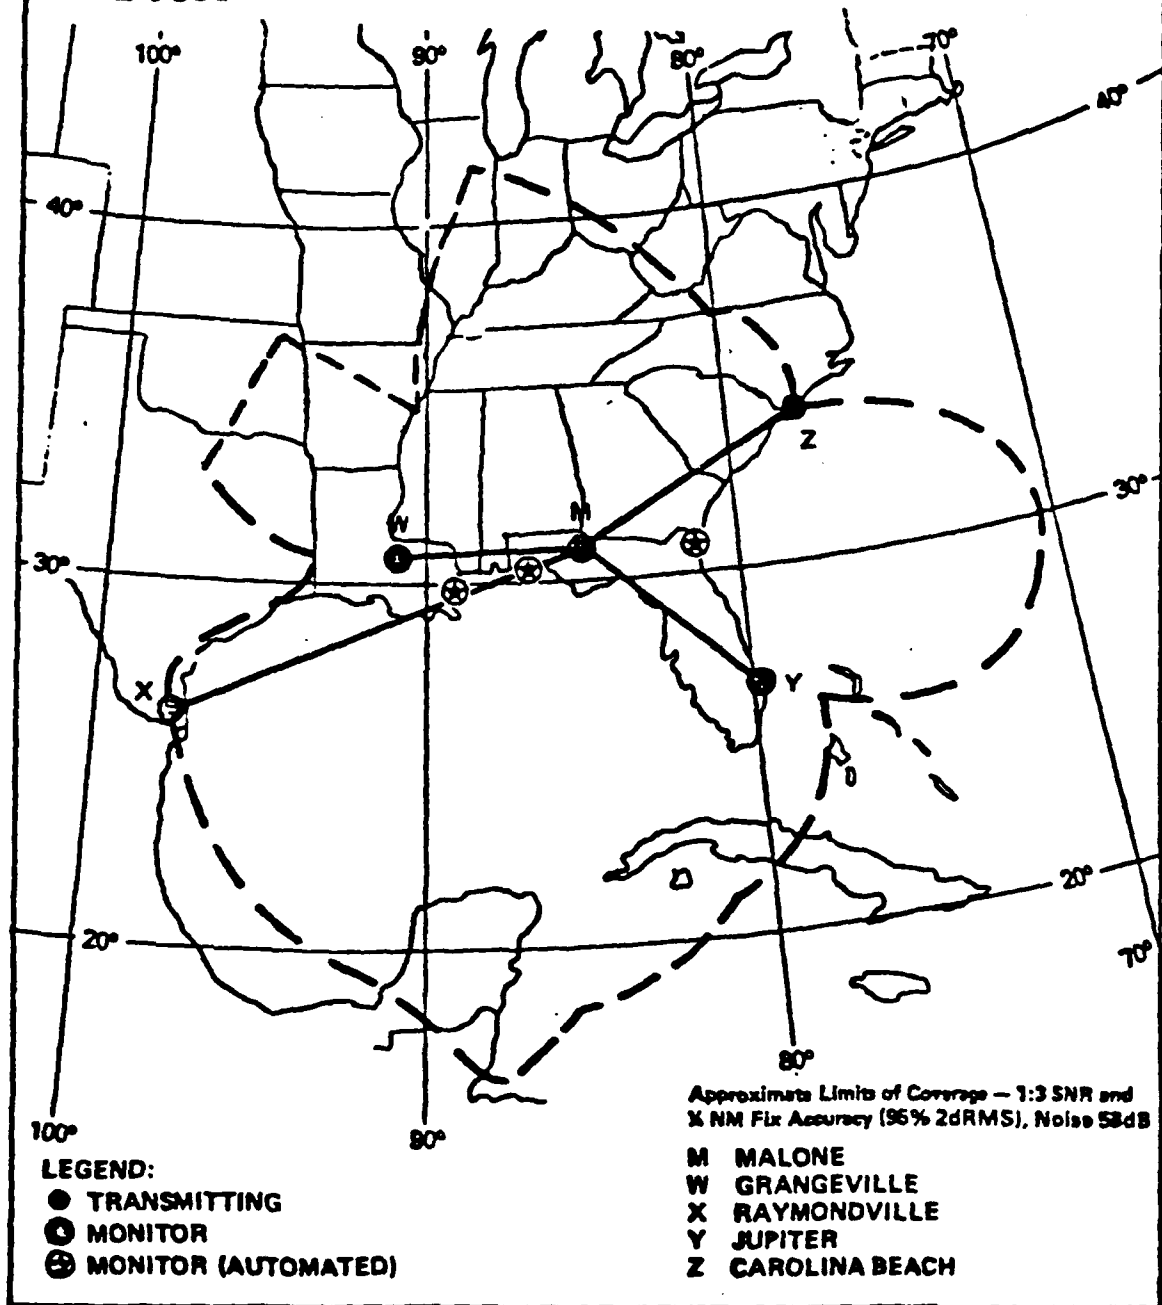 100°
90°
80°
70°
40°
40°
Z
M
W
30°
30°
X
Y
20°
20°
70°
80°
100°
90°
Approximate Limits of Coverage — 1:3 SNR and
NM Fix Accuracy (95% 2dRMS), Noise 58dB
LEGEND:
TRANSMITTING
MONITOR
MONITOR (AUTOMATED)
M MALONE
W GRANGEVILLE
X RAYMONDVILLE
Y JUPITER
Z CAROLINA BEACH